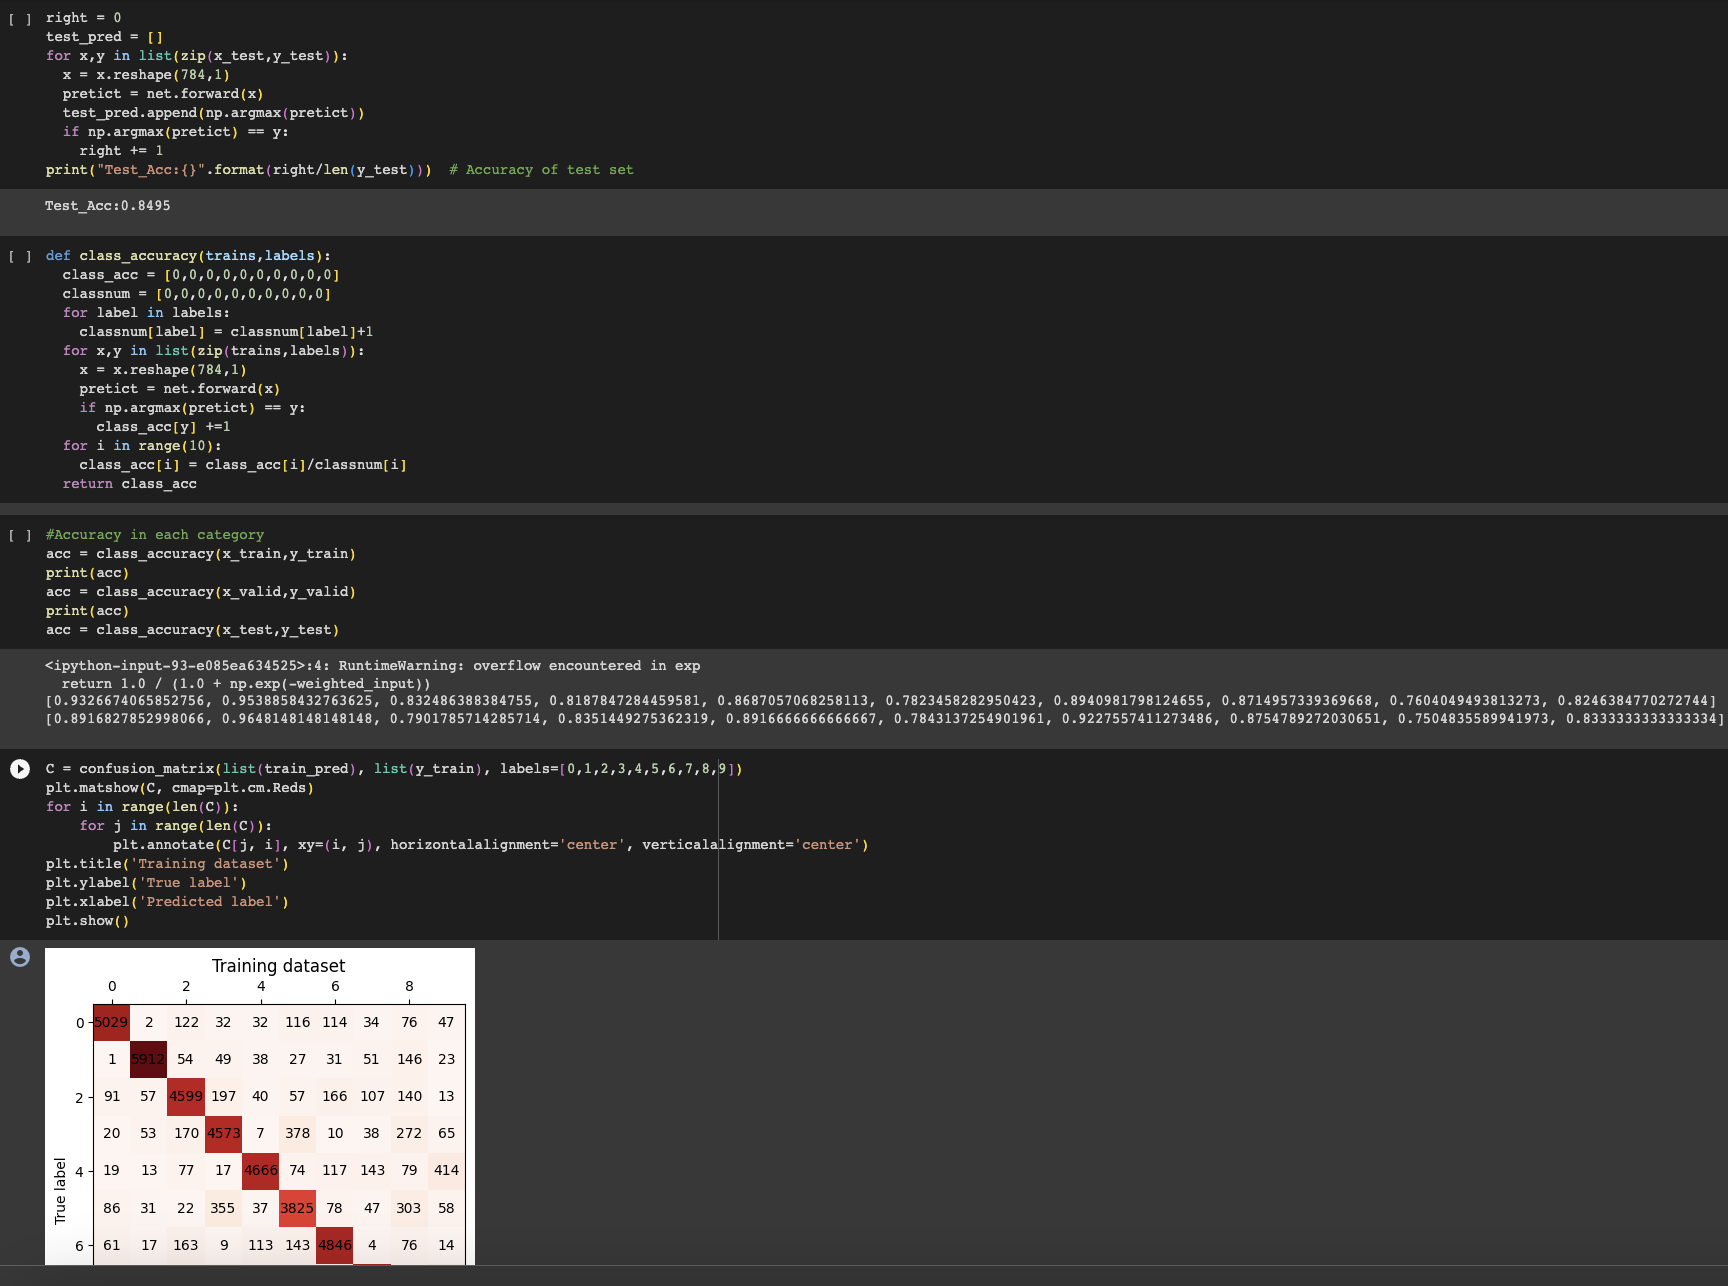 [ ] right = 0
test_pred = []
for x,y in list(zip(x_test,y_test)):
  x = x.reshape(784,1)
  pretict = net.forward(x)
  test_pred.append(np.argmax(pretict))
  if np.argmax(pretict) == y:
    right += 1
print("Test_Acc:{}".format(right/len(y_test)))  # Accuracy of test set
Test_Acc:0.8495
[ ] def class_accuracy(trains,labels):
  class_acc = [0,0,0,0,0,0,0,0,0,0]
  classnum = [0,0,0,0,0,0,0,0,0,0]
  for label in labels:
    classnum[label] = classnum[label]+1
  for x,y in list(zip(trains,labels)):
    x = x.reshape(784,1)
    pretict = net.forward(x)
    if np.argmax(pretict) == y:
      class_acc[y] +=1
  for i in range(10):
    class_acc[i] = class_acc[i]/classnum[i]
  return class_acc
[ ] #Accuracy in each category
acc = class_accuracy(x_train,y_train)
print(acc)
acc = class_accuracy(x_valid,y_valid)
print(acc)
acc = class_accuracy(x_test,y_test)
<ipython-input-93-e085ea634525>:4: RuntimeWarning: overflow encountered in exp
  return 1.0 / (1.0 + np.exp(-weighted_input))
[0.9326674065852756, 0.9538858432763625, 0.832486388384755, 0.8187847284459581, 0.8687057068258113, 0.7823458282950423, 0.8940981798124655, 0.8714957339369668, 0.7604049493813273, 0.8246384770272744]
[0.8916827852998066, 0.9648148148148148, 0.7901785714285714, 0.8351449275362319, 0.8916666666666667, 0.7843137254901961, 0.9227557411273486, 0.8754789272030651, 0.7504835589941973, 0.8333333333333334]
C = confusion_matrix(list(train_pred), list(y_train), labels=[0,1,2,3,4,5,6,7,8,9])
plt.matshow(C, cmap=plt.cm.Reds)
for i in range(len(C)):
    for j in range(len(C)):
        plt.annotate(C[j, i], xy=(i, j), horizontalalignment='center', verticalalignment='center')
plt.title('Training dataset')
plt.ylabel('True label')
plt.xlabel('Predicted label')
plt.show()
Training dataset
0 2 4 6 8
0 5029 2 122 32 32 116 114 34 76 47
1 5912 54 49 38 27 31 51 146 23
2 91 57 4599 197 40 57 166 107 140 13
20 53 170 4573 7 378 10 38 272 65
4 19 13 77 17 4666 74 117 143 79 414
86 31 22 355 37 3825 78 47 303 58
6 61 17 163 9 113 143 4846 4 76 14
True label